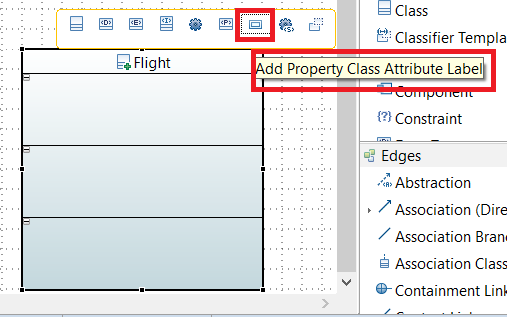 Class
Classifier Templa
Flight
Add Property Class Attribute Label
Component
Constraint
Edges
Abstraction
Association (Dire
Association Branc
Association Class
Containment Link